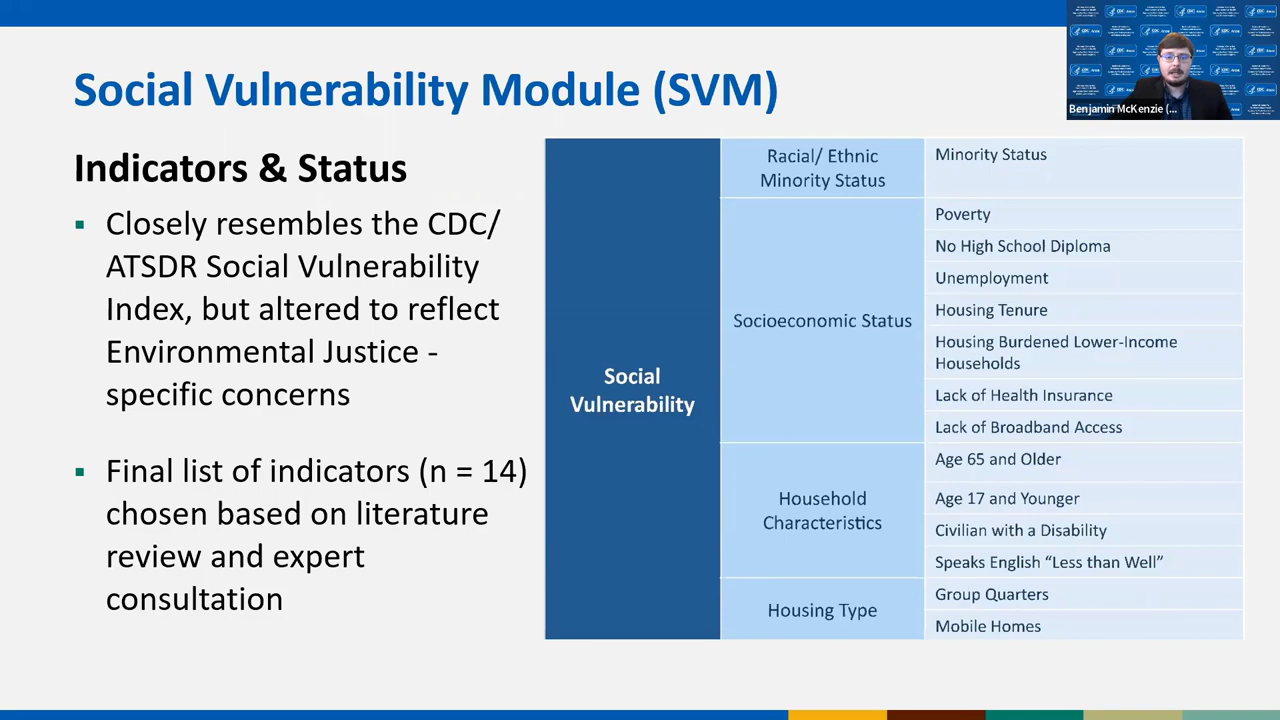 Social Vulnerability Module (SVM)
Benjamin McKenzie (...
Indicators & Status
▪ Closely resembles the CDC/
ATSDR Social Vulnerability
Index, but altered to reflect
Environmental Justice -
specific concerns
▪ Final list of indicators (n = 14)
chosen based on literature
review and expert
consultation
Social
Vulnerability
Racial/ Ethnic
Minority Status
Minority Status
Socioeconomic Status
Poverty
No High School Diploma
Unemployment
Housing Tenure
Housing Burdened Lower-Income
Households
Lack of Health Insurance
Lack of Broadband Access
Household
Characteristics
Age 65 and Older
Age 17 and Younger
Civilian with a Disability
Speaks English “Less than Well”
Housing Type
Group Quarters
Mobile Homes